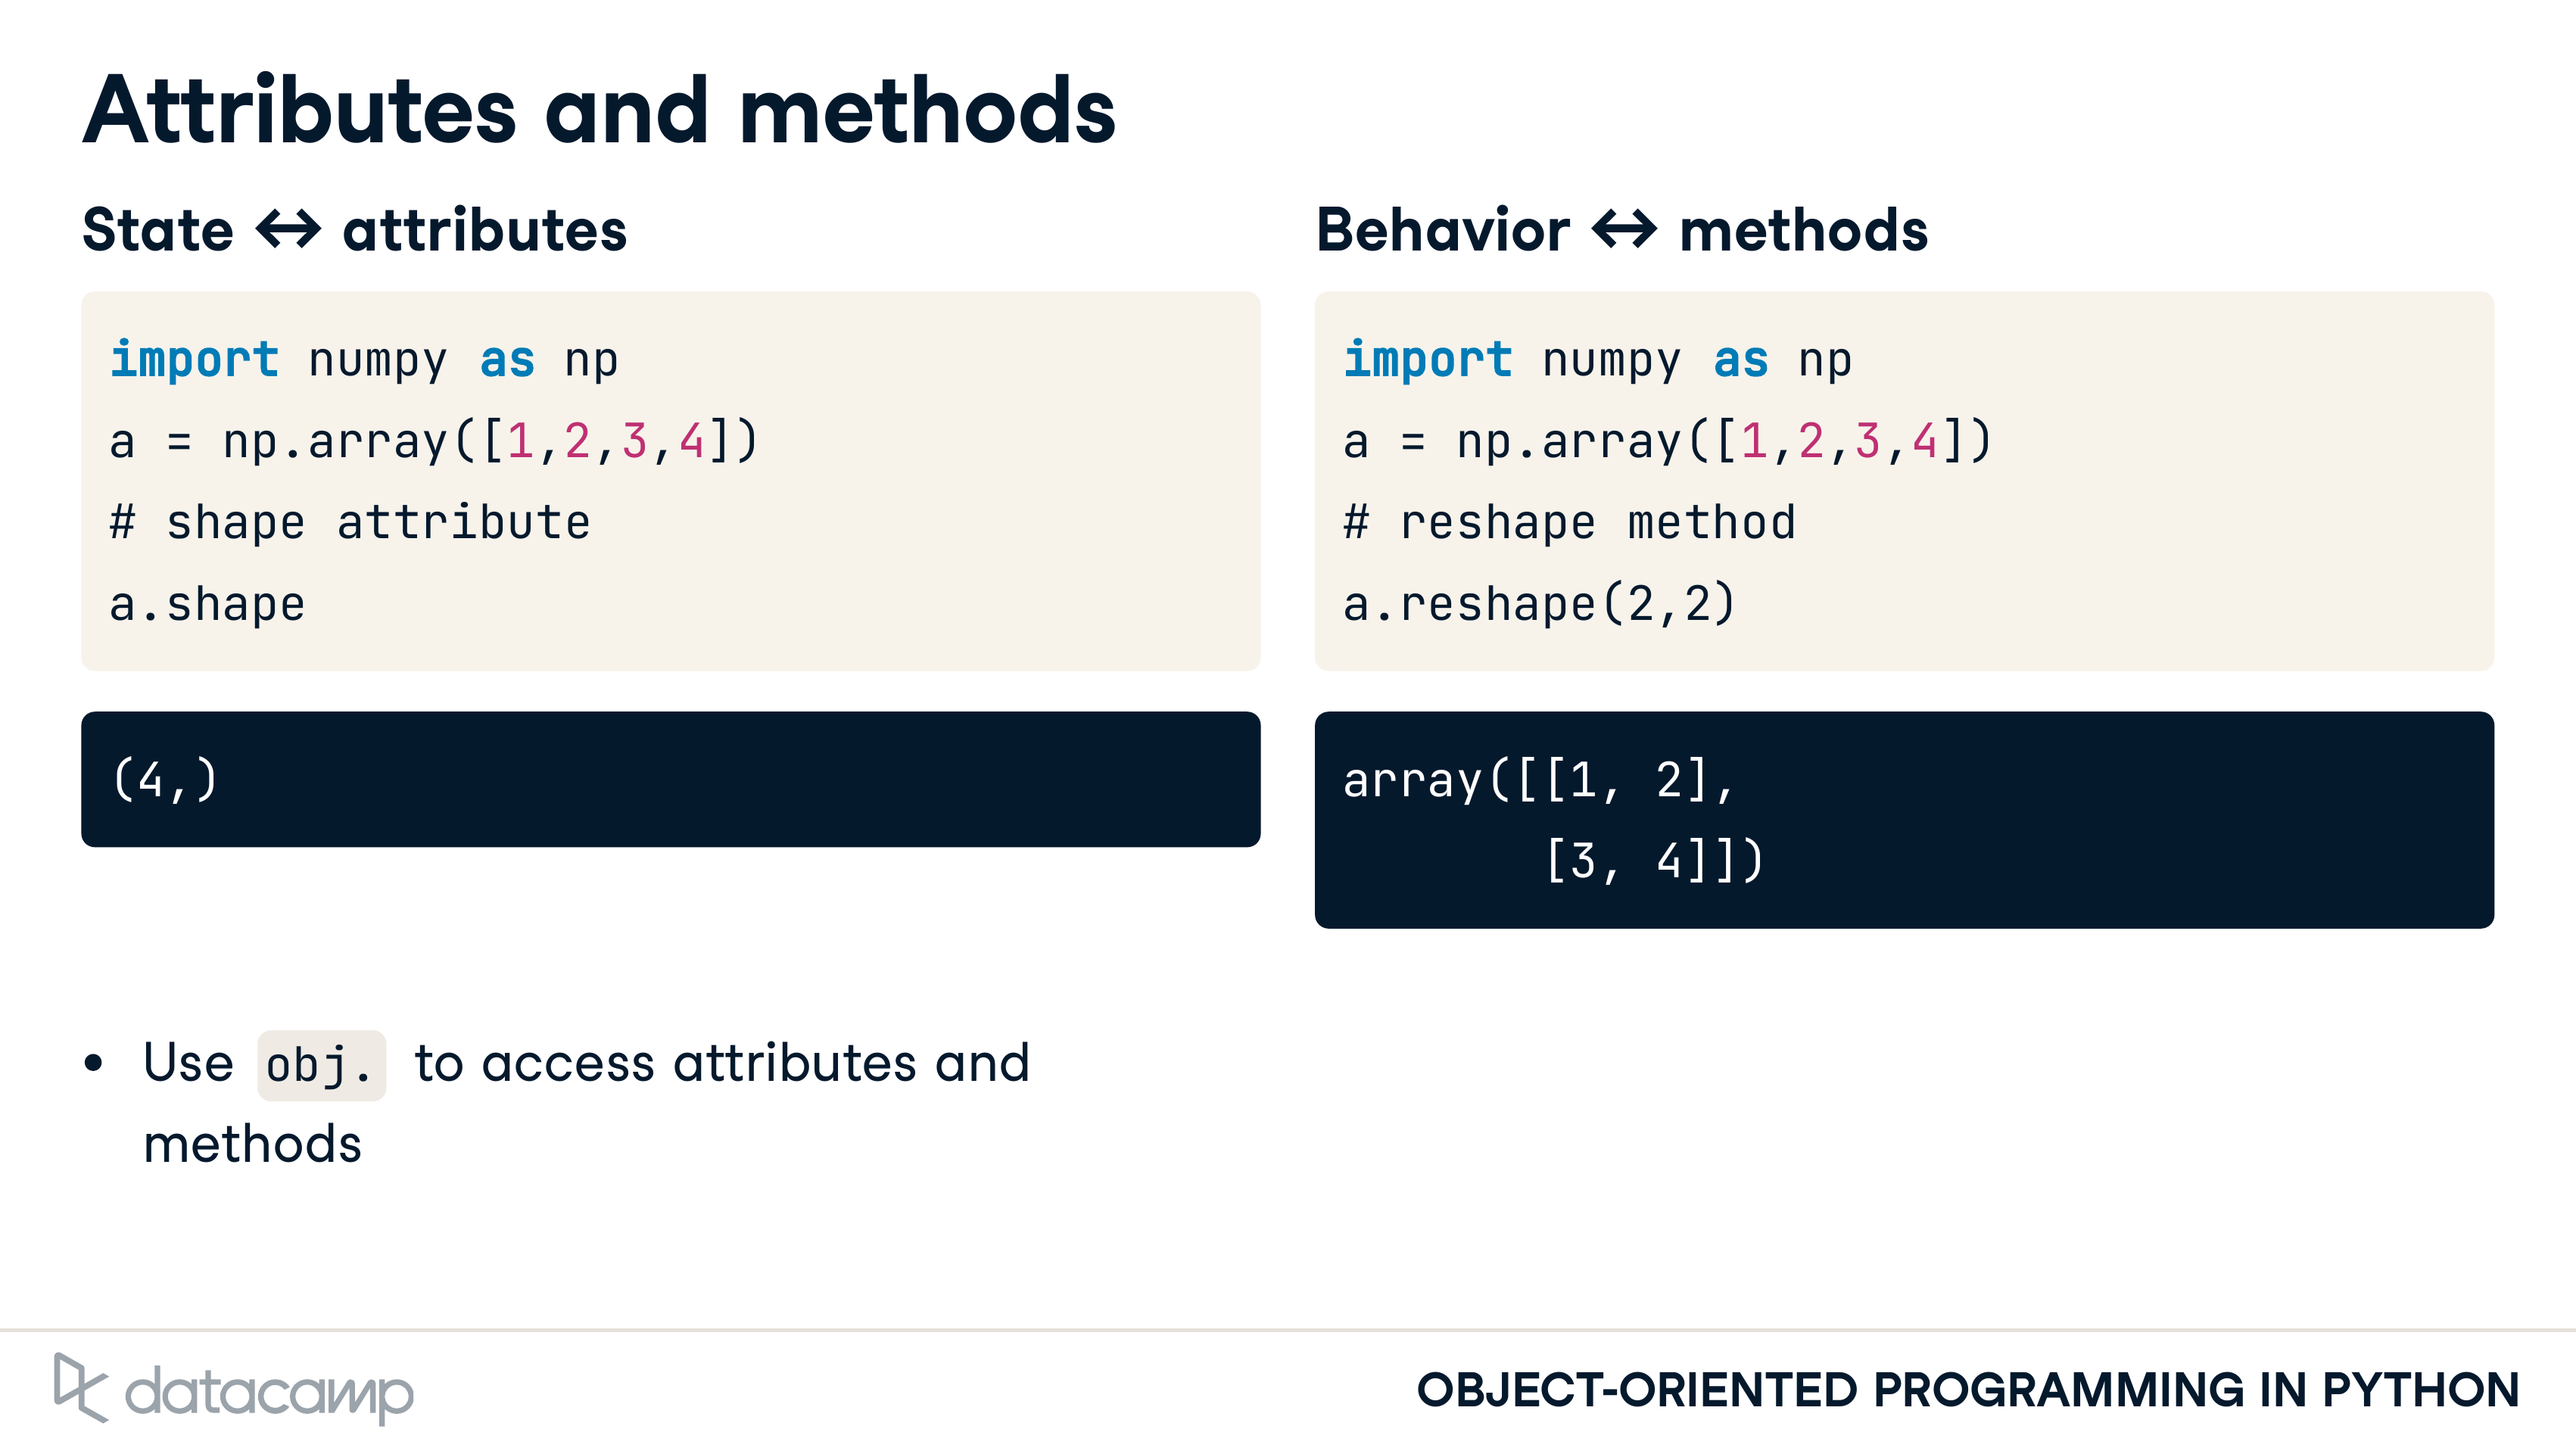 Attributes and methods
State ↔ attributes
import numpy as np
a = np.array([1,2,3,4])
# shape attribute
a.shape
(4,)
Use obj. to access attributes and
methods
Behavior ↔ methods
import numpy as np
a = np.array([1,2,3,4])
# reshape method
a.reshape(2,2)
array([[1, 2],
       [3, 4]])
datacamp
OBJECT-ORIENTED PROGRAMMING IN PYTHON